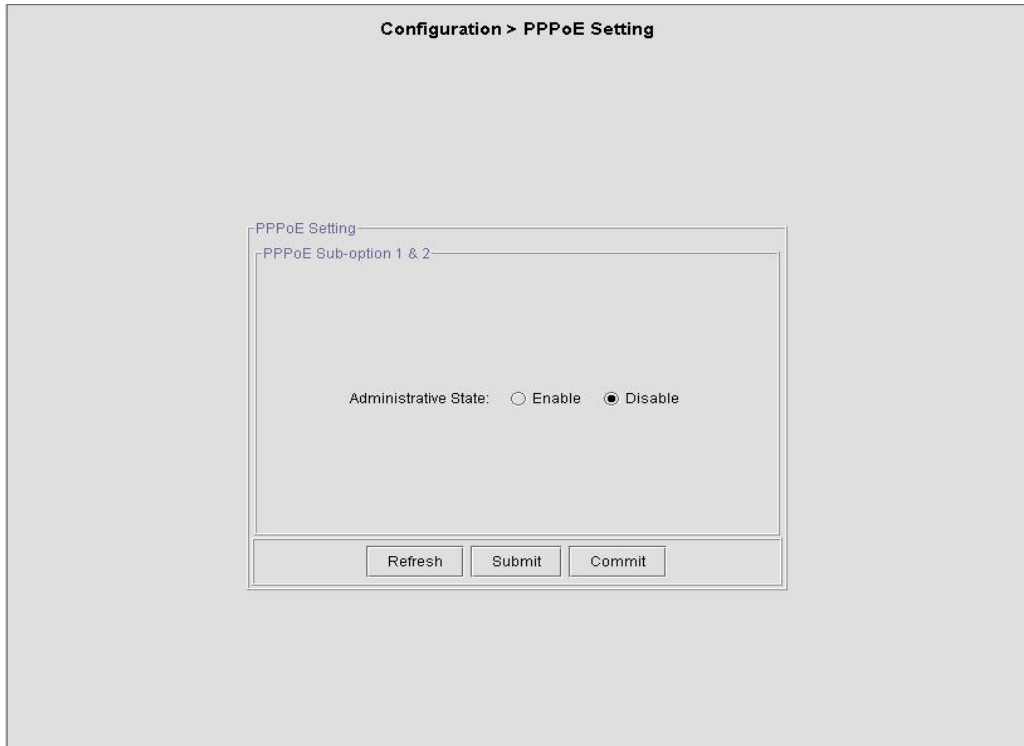 Configuration > PPPoE Setting
PPPoE Setting
PPPoE Sub-option 1 & 2
Administrative State: Enable Disable
Refresh Submit Commit